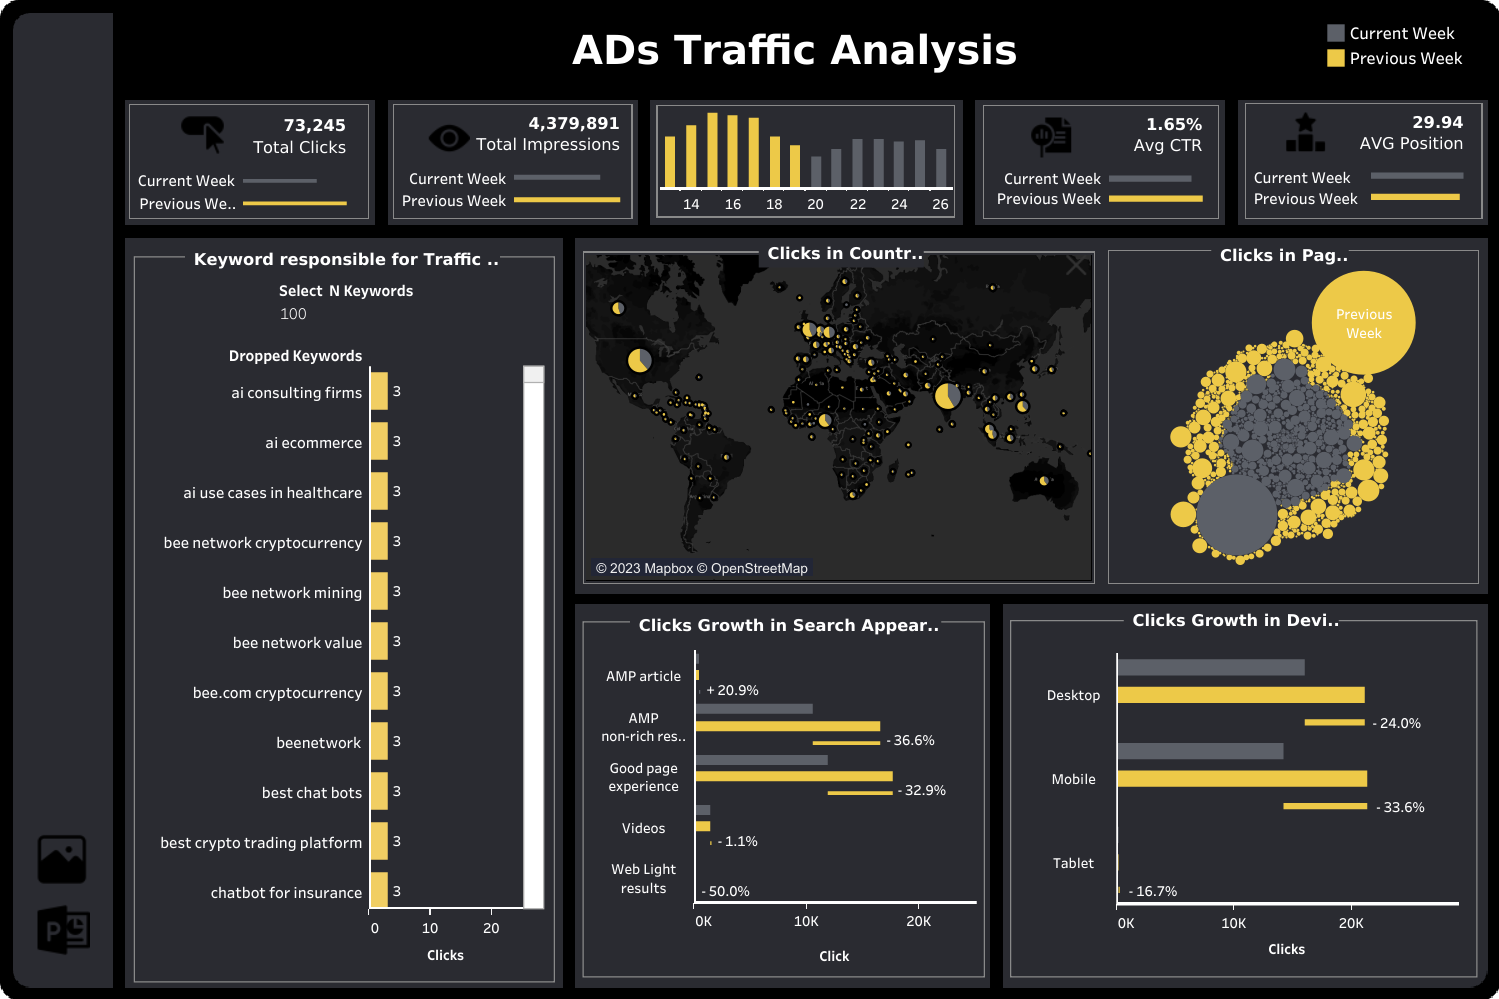 ADs Traffic Analysis
Current Week
Previous Week
73,245
Total Clicks
Current Week
Previous We..
4,379,891
Total Impressions
Current Week
Previous Week
14 16 18 20 22 24 26
1.65%
Avg CTR
Current Week
Previous Week
29.94
AVG Position
Current Week
Previous Week
Keyword responsible for Traffic ..
Select N Keywords
100
Dropped Keywords
ai consulting firms 3
ai ecommerce 3
ai use cases in healthcare 3
bee network cryptocurrency 3
bee network mining 3
bee network value 3
bee.com cryptocurrency 3
beenetwork 3
best chat bots 3
best crypto trading platform 3
chatbot for insurance 3
0 10 20
Clicks
P
Clicks in Countr..
© 2023 Mapbox © OpenStreetMap
Clicks in Pag..
Previous
Week
Clicks Growth in Search Appear..
AMP article
+ 20.9%
AMP
non-rich res..
- 36.6%
Good page
experience
- 32.9%
Videos
- 1.1%
Web Light
results
- 50.0%
0K 10K 20K
Click
Clicks Growth in Devi..
Desktop
- 24.0%
Mobile
- 33.6%
Tablet
- 16.7%
0K 10K 20K
Clicks